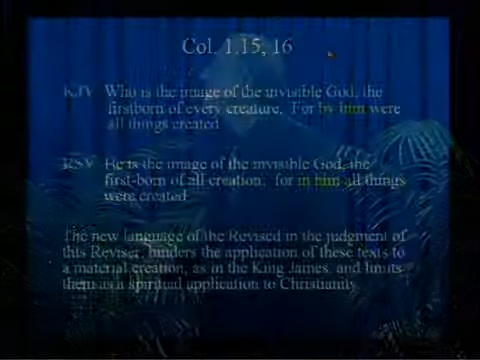 Col. 1.15, 16
KJV Who is the image of the invisible God, the
firstborn of every creature. For by him were
all things created
RSV He is the image of the invisible God, the
first-born of all creation; for in him all things
were created
The new language of the Revised in the judgment of
this Reviser, hinders the application of these texts to
a material creation, as in the King James, and limits
them as a spiritual application to Christianity